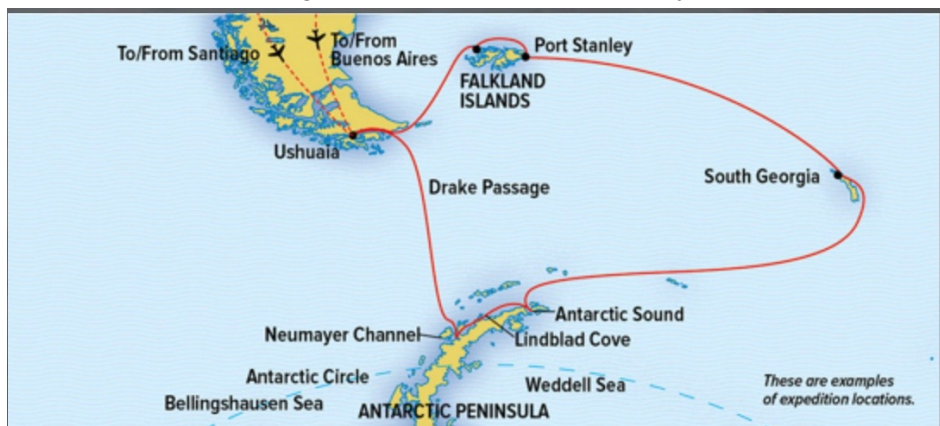 To/From Santiago
To/From
Buenos Aires
Port Stanley
FALKLAND
ISLANDS
Ushuaia
Drake Passage
South Georgia
Antarctic Sound
Neumayer Channel
Lindblad Cove
Antarctic Circle
Weddell Sea
These are examples
of expedition locations.
Bellingshausen Sea
ANTARCTIC PENINSULA